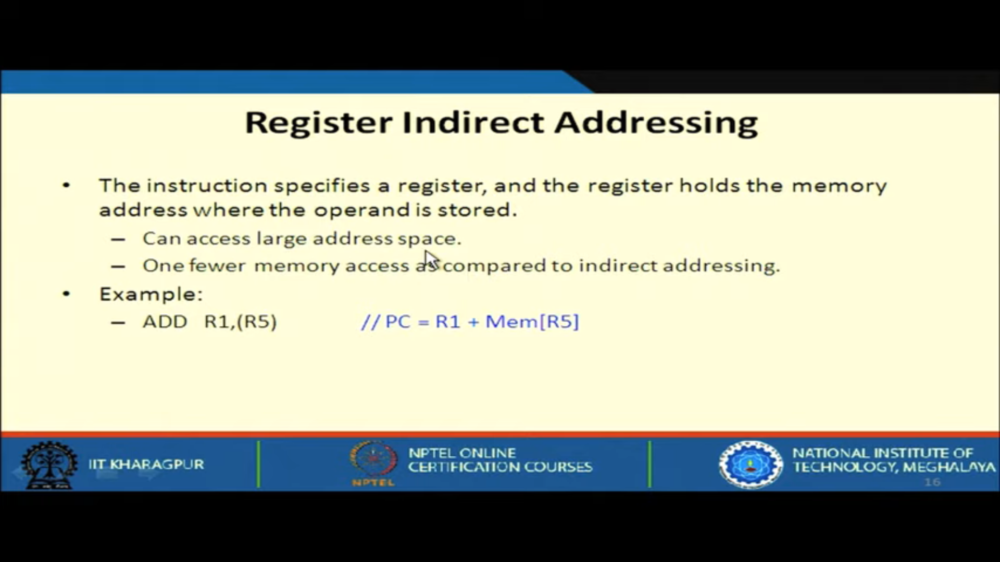 Register Indirect Addressing
• The instruction specifies a register, and the register holds the memory
address where the operand is stored.
– Can access large address space.
– One fewer memory access as compared to indirect addressing.
• Example:
– ADD R1,(R5) // PC = R1 + Mem[R5]
IIT KHARAGPUR
NPTEL
NPTEL ONLINE
CERTIFICATION COURSES
NATIONAL INSTITUTE OF
TECHNOLOGY, MEGHALAYA
16